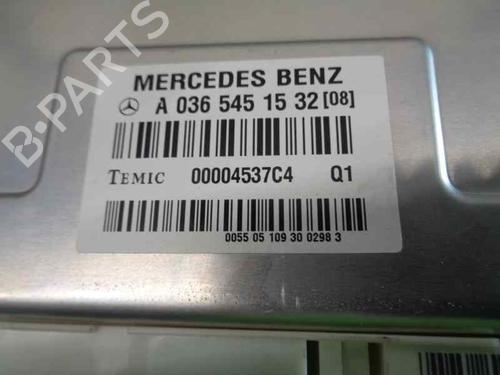 MERCEDES BENZ
A 036 545 15 32 [08]
TEMIC 00004537C4 Q1
0055 05 109 30 0298 3
B-PARTS